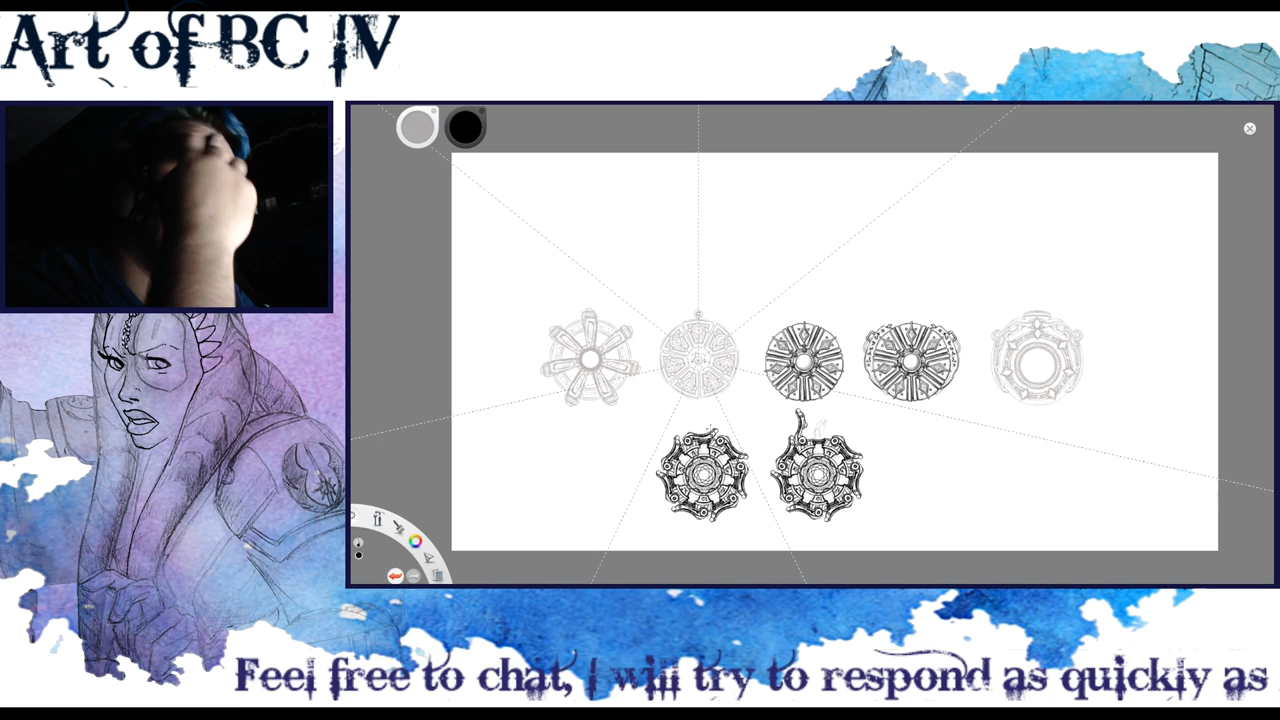 Art of BC IV
Feel free to chat, I will try to respond as quickly as